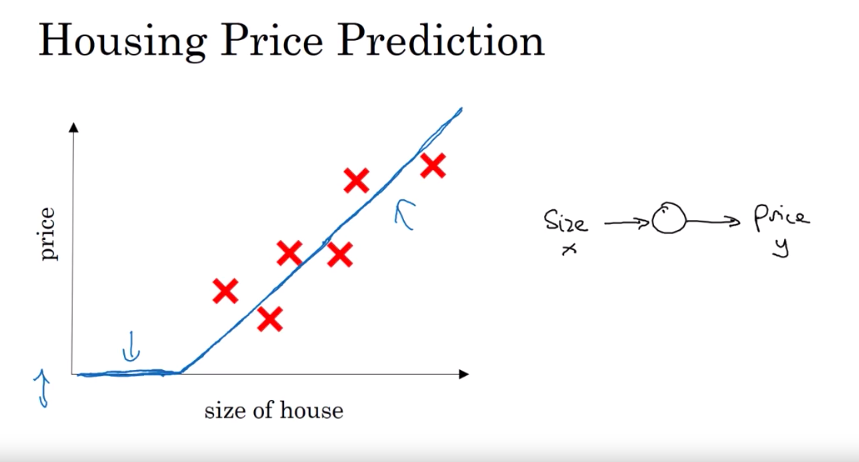 Housing Price Prediction
price
size of house
Size
x
Price
y